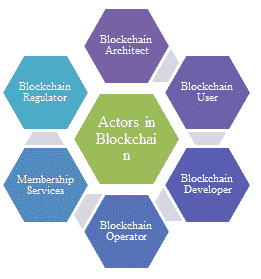 Blockchain
Architect
Blockchain
Regulator
Blockchain
User
Actors in
Blockchai
n
Membership
Services
Blockchain
Developer
Blockchain
Operator